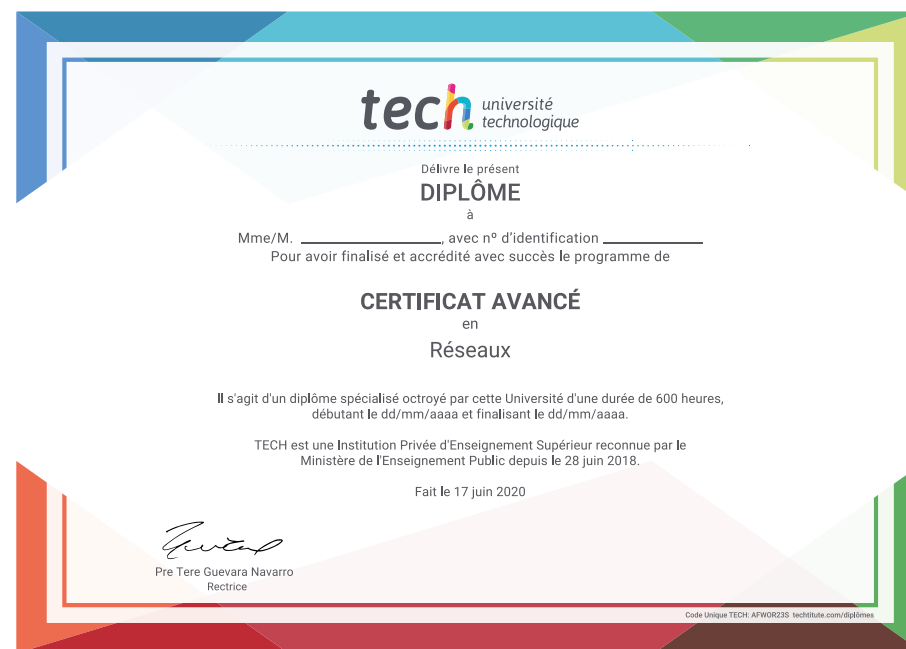 tech université
technologique
Délivre le présent
DIPLÔME
à
Mme/M. ____________________, avec nº d'identification ______________
Pour avoir finalisé et accrédité avec succès le programme de
CERTIFICAT AVANCÉ
en
Réseaux
Il s'agit d'un diplôme spécialisé octroyé par cette Université d'une durée de 600 heures,
débutant le dd/mm/aaaa et finalisant le dd/mm/aaaa.
TECH est une Institution Privée d'Enseignement Supérieur reconnue par le
Ministère de l'Enseignement Public depuis le 28 juin 2018.
Fait le 17 juin 2020
Pre Tere Guevara Navarro
Rectrice
Code Unique TECH: AFWOR23S techtitute.com/diplômes